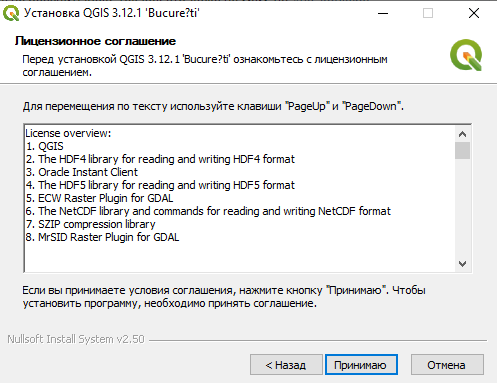 Установка QGIS 3.12.1 'Bucure?ti'
Лицензионное соглашение
Перед установкой QGIS 3.12.1 'Bucure?ti' ознакомьтесь с лицензионным
соглашением.
Для перемещения по тексту используйте клавиши "PageUp" и "PageDown".
License overview:
1. QGIS
2. The HDF4 library for reading and writing HDF4 format
3. Oracle Instant Client
4. The HDF5 library for reading and writing HDF5 format
5. ECW Raster Plugin for GDAL
6. The NetCDF library and commands for reading and writing NetCDF format
7. SZIP compression library
8. MrSID Raster Plugin for GDAL
Если вы принимаете условия соглашения, нажмите кнопку "Принимаю". Чтобы
установить программу, необходимо принять соглашение.
Nullsoft Install System v2.50
< Назад
Принимаю
Отмена